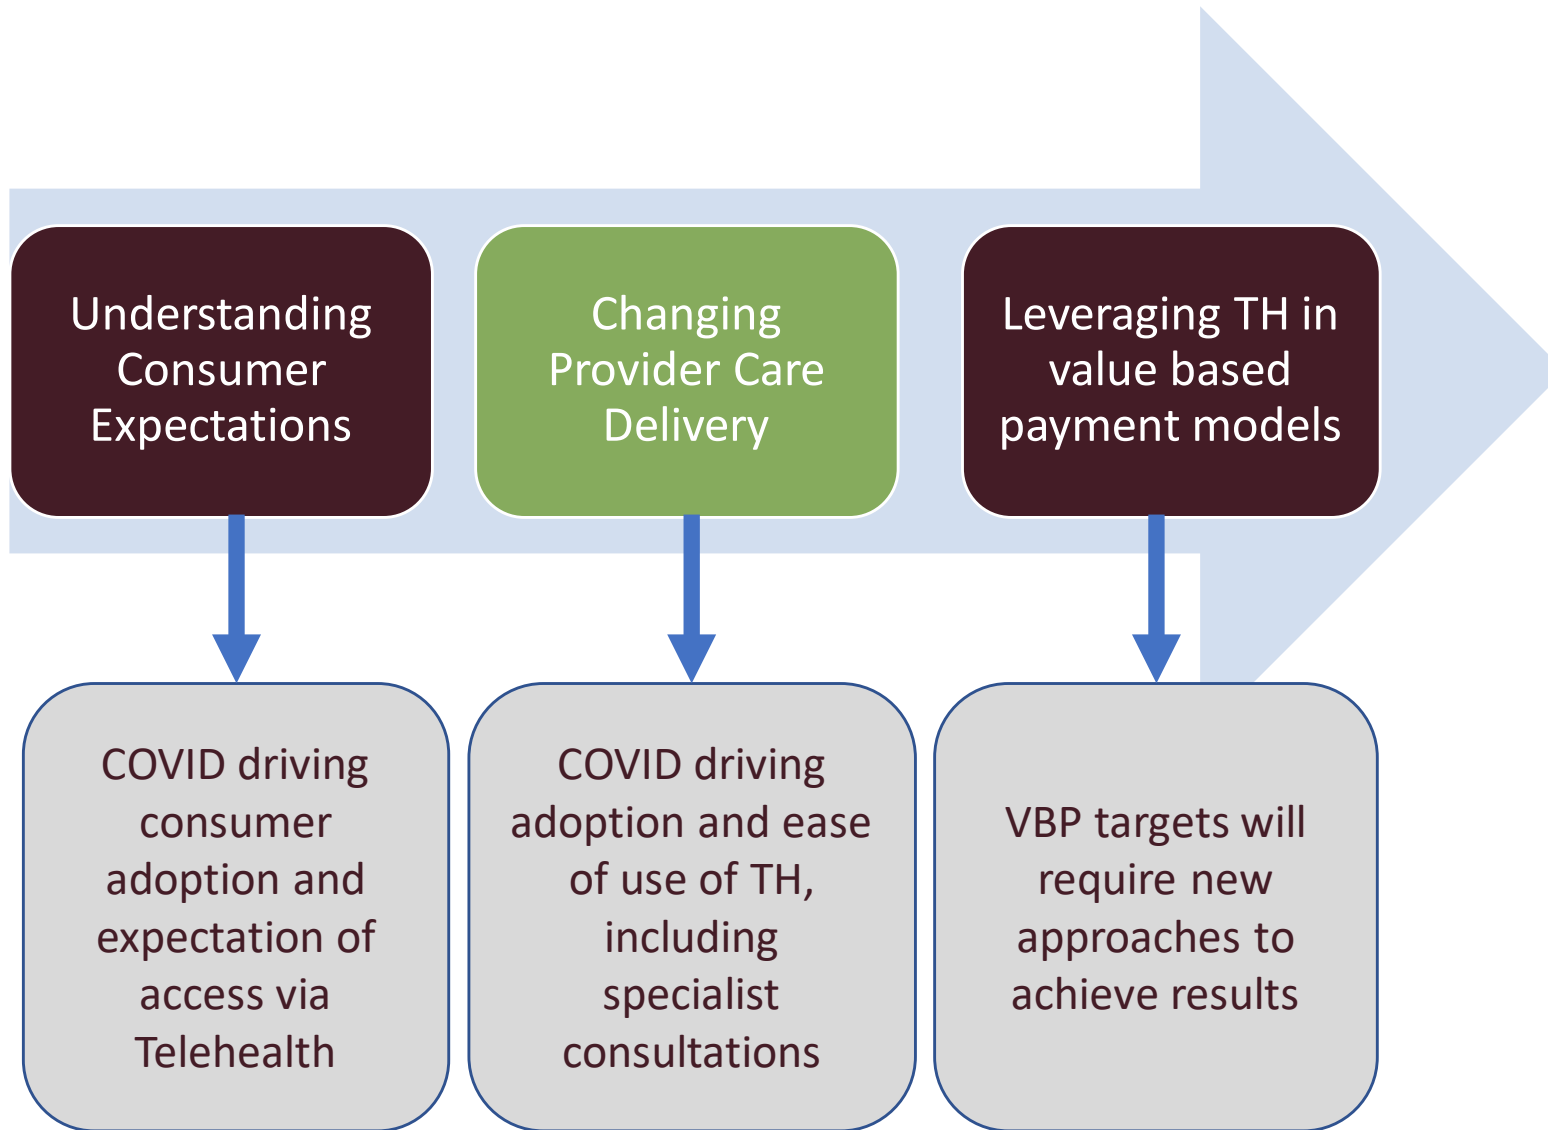 Understanding
Consumer
Expectations
Changing
Provider Care
Delivery
Leveraging TH in
value based
payment models
COVID driving
consumer
adoption and
expectation of
access via
Telehealth
COVID driving
adoption and ease
of use of TH,
including
specialist
consultations
VBP targets will
require new
approaches to
achieve results